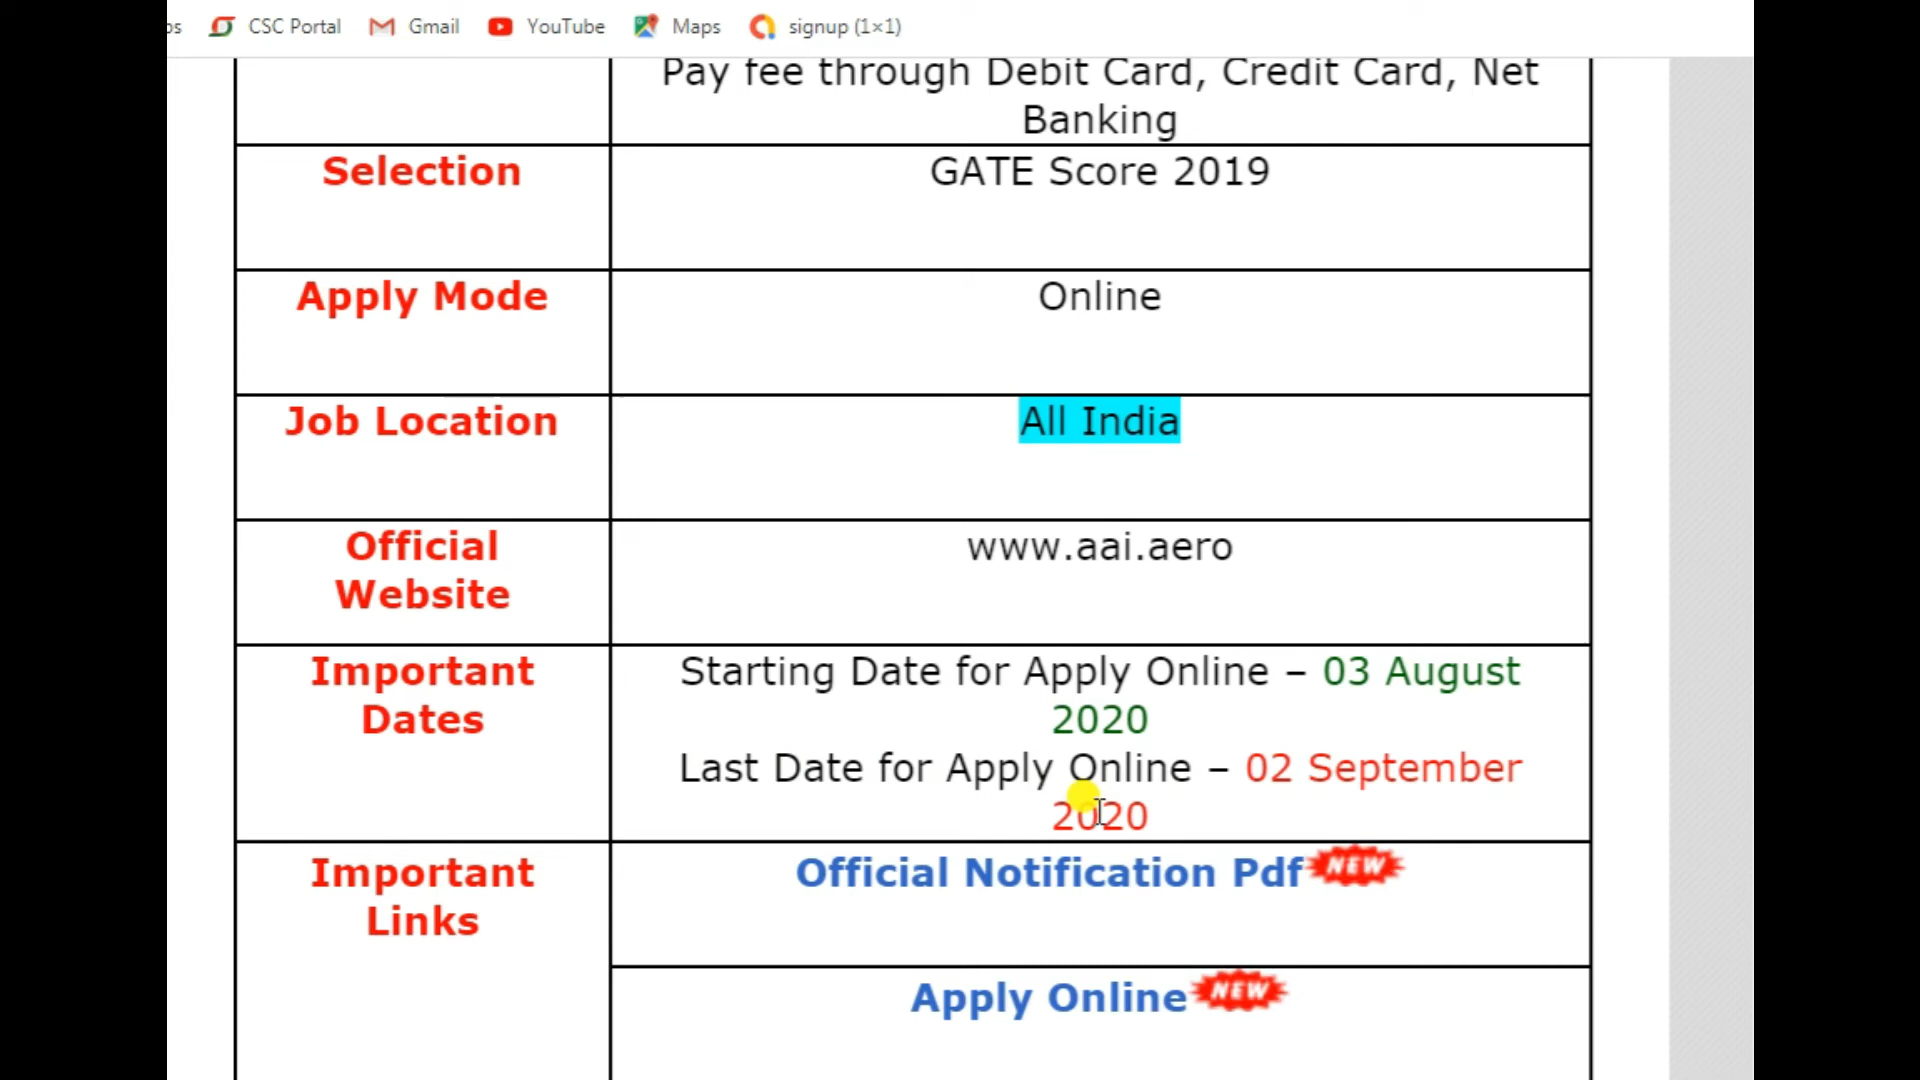 os CSC Portal Gmail YouTube Maps signup (1×1)
Pay fee through Debit Card, Credit Card, Net
Banking
Selection GATE Score 2019
Apply Mode Online
Job Location All India
Official
Website
www.aai.aero
Important
Dates
Starting Date for Apply Online – 03 August
2020
Last Date for Apply Online – 02 September
2020
Important
Links
Official Notification Pdf NEW
Apply Online NEW